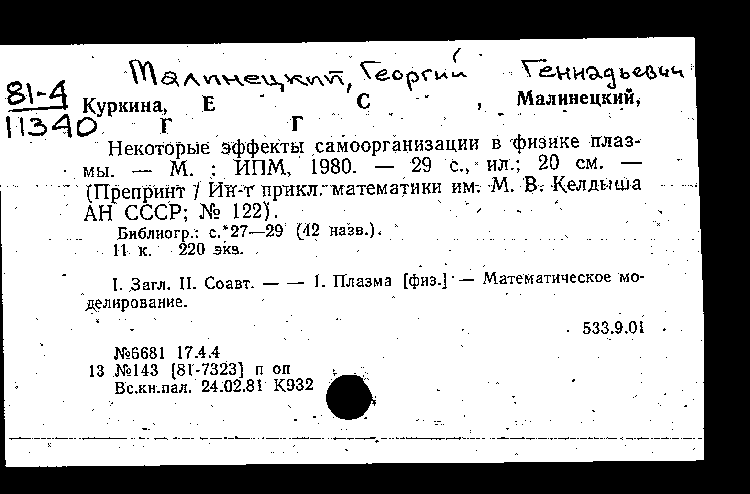 Малинецкий, Георгий Геннадьевич
81-4
11340
Куркина, Е С , Малинецкий,
Г Г
Некоторые эффекты самоорганизации в физике плаз-
мы. — М. : ИПМ, 1980. — 29 с., ил.; 20 см. —
(Препринт / Ин-т прикл. математики им. М. В. Келдыша
АН СССР; № 122).
Библиогр.: с. 27—29 (42 назв.).
11 к. 220 экз.
I. Загл. II. Соавт. — — 1. Плазма [физ.] — Математическое мо-
делирование.
533.9.01
№6681 17.4.4
13 №143 [81-7323] п оп
Вс.кн.пал. 24.02.81 К932